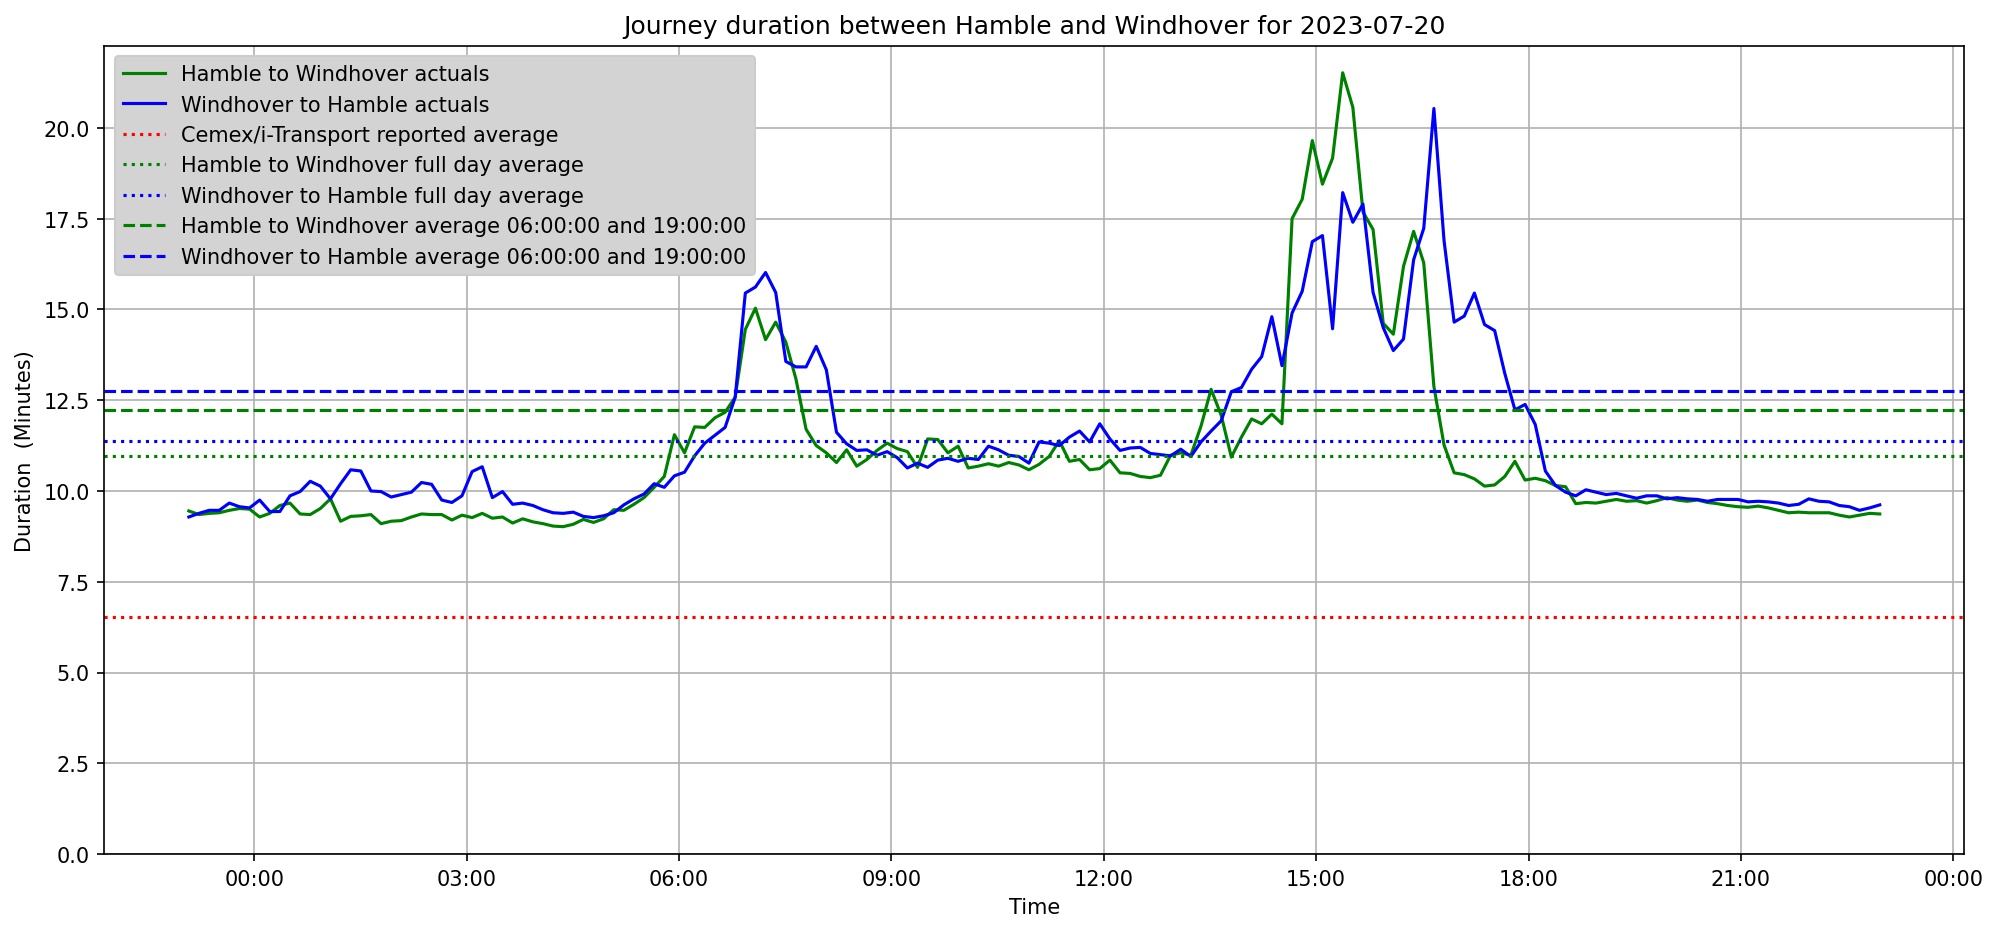 Journey duration between Hamble and Windhover for 2023-07-20
Hamble to Windhover actuals
Windhover to Hamble actuals
Cemex/i-Transport reported average
Hamble to Windhover full day average
Windhover to Hamble full day average
Hamble to Windhover average 06:00:00 and 19:00:00
Windhover to Hamble average 06:00:00 and 19:00:00
Duration  (Minutes)
20.0
17.5
15.0
12.5
10.0
7.5
5.0
2.5
0.0
00:00 03:00 06:00 09:00 12:00 15:00 18:00 21:00 00:00
Time